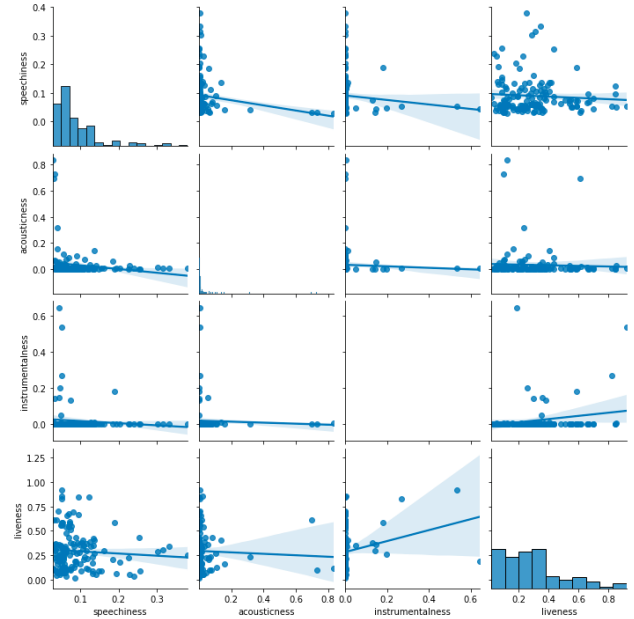 0.4
0.3
0.2
0.1
0.0
speechiness
0.8
0.6
0.4
0.2
0.0
acousticness
0.6
0.4
0.2
0.0
instrumentalness
1.25
1.00
0.75
0.50
0.25
0.00
liveness
0.1 0.2 0.3
0.2 0.4 0.6 0.8
0.0 0.2 0.4 0.6
0.2 0.4 0.6 0.8
speechiness acousticness instrumentalness liveness